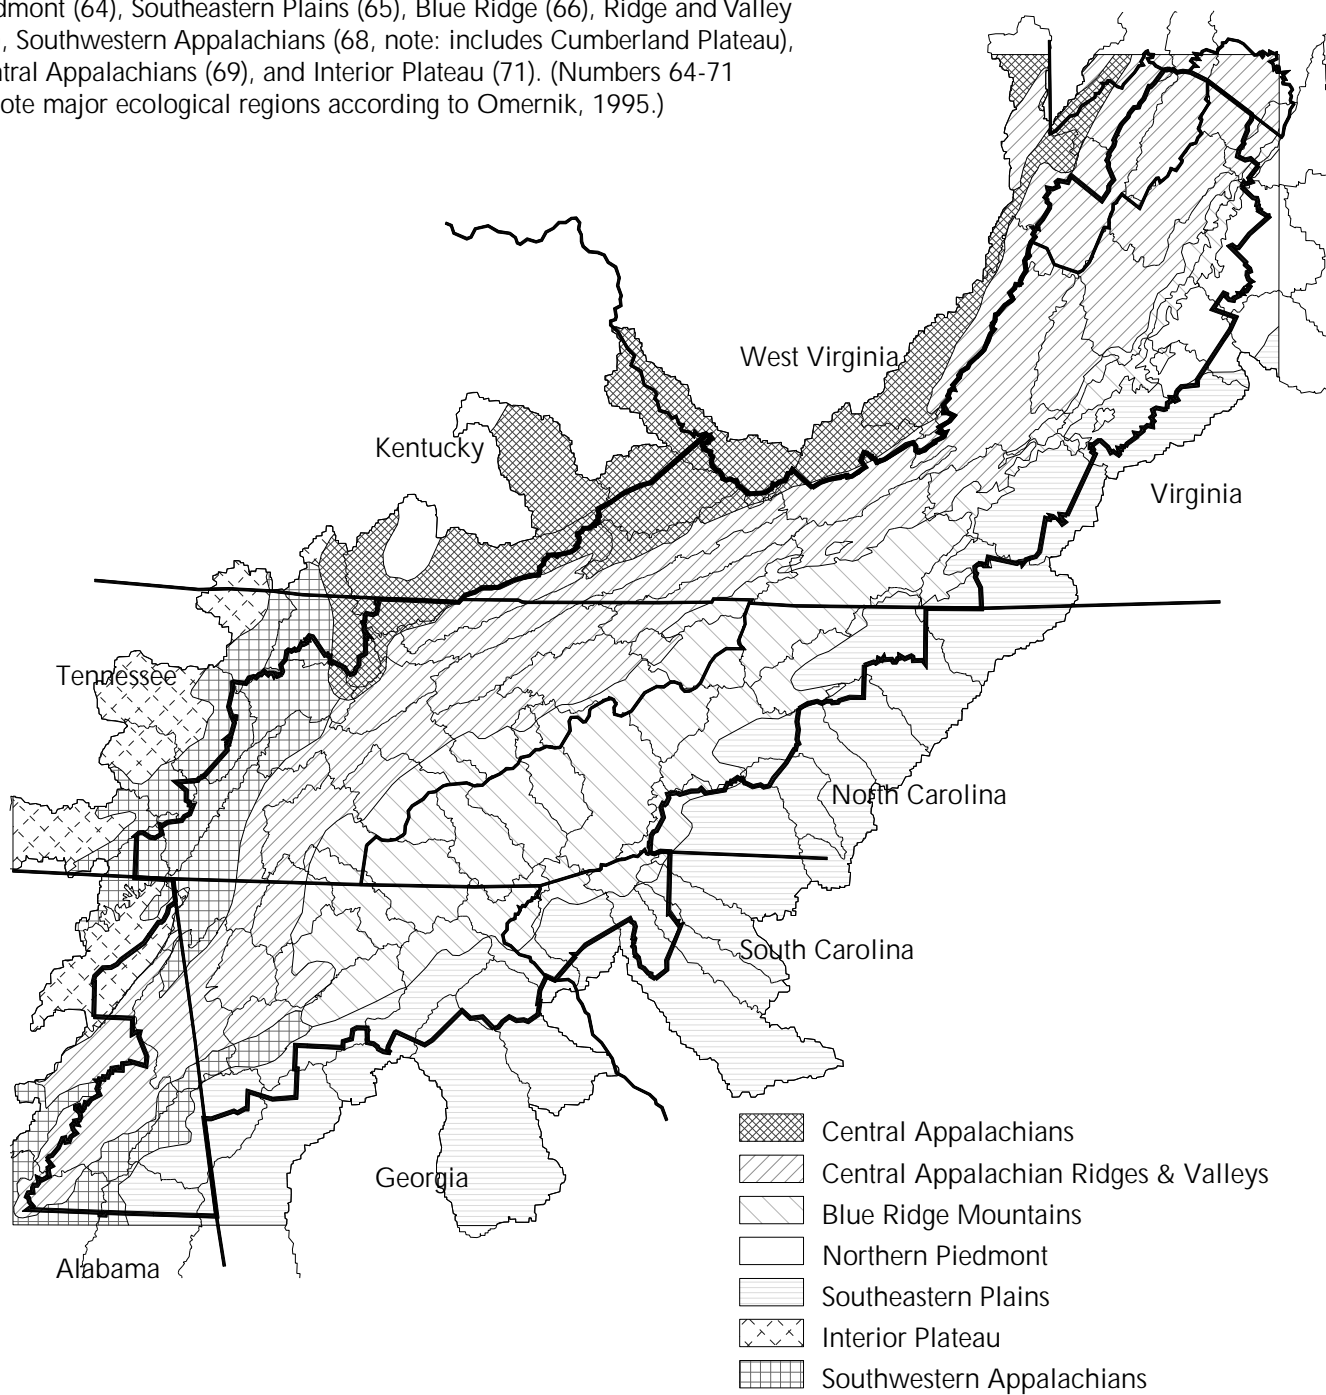 dmont (64), Southeastern Plains (65), Blue Ridge (66), Ridge and Valley
, Southwestern Appalachians (68, note: includes Cumberland Plateau),
ntral Appalachians (69), and Interior Plateau (71). (Numbers 64-71
ote major ecological regions according to Omernik, 1995.)
West Virginia
Kentucky
Virginia
Tennessee
North Carolina
South Carolina
Georgia
Alabama
Central Appalachians
Central Appalachian Ridges & Valleys
Blue Ridge Mountains
Northern Piedmont
Southeastern Plains
Interior Plateau
Southwestern Appalachians